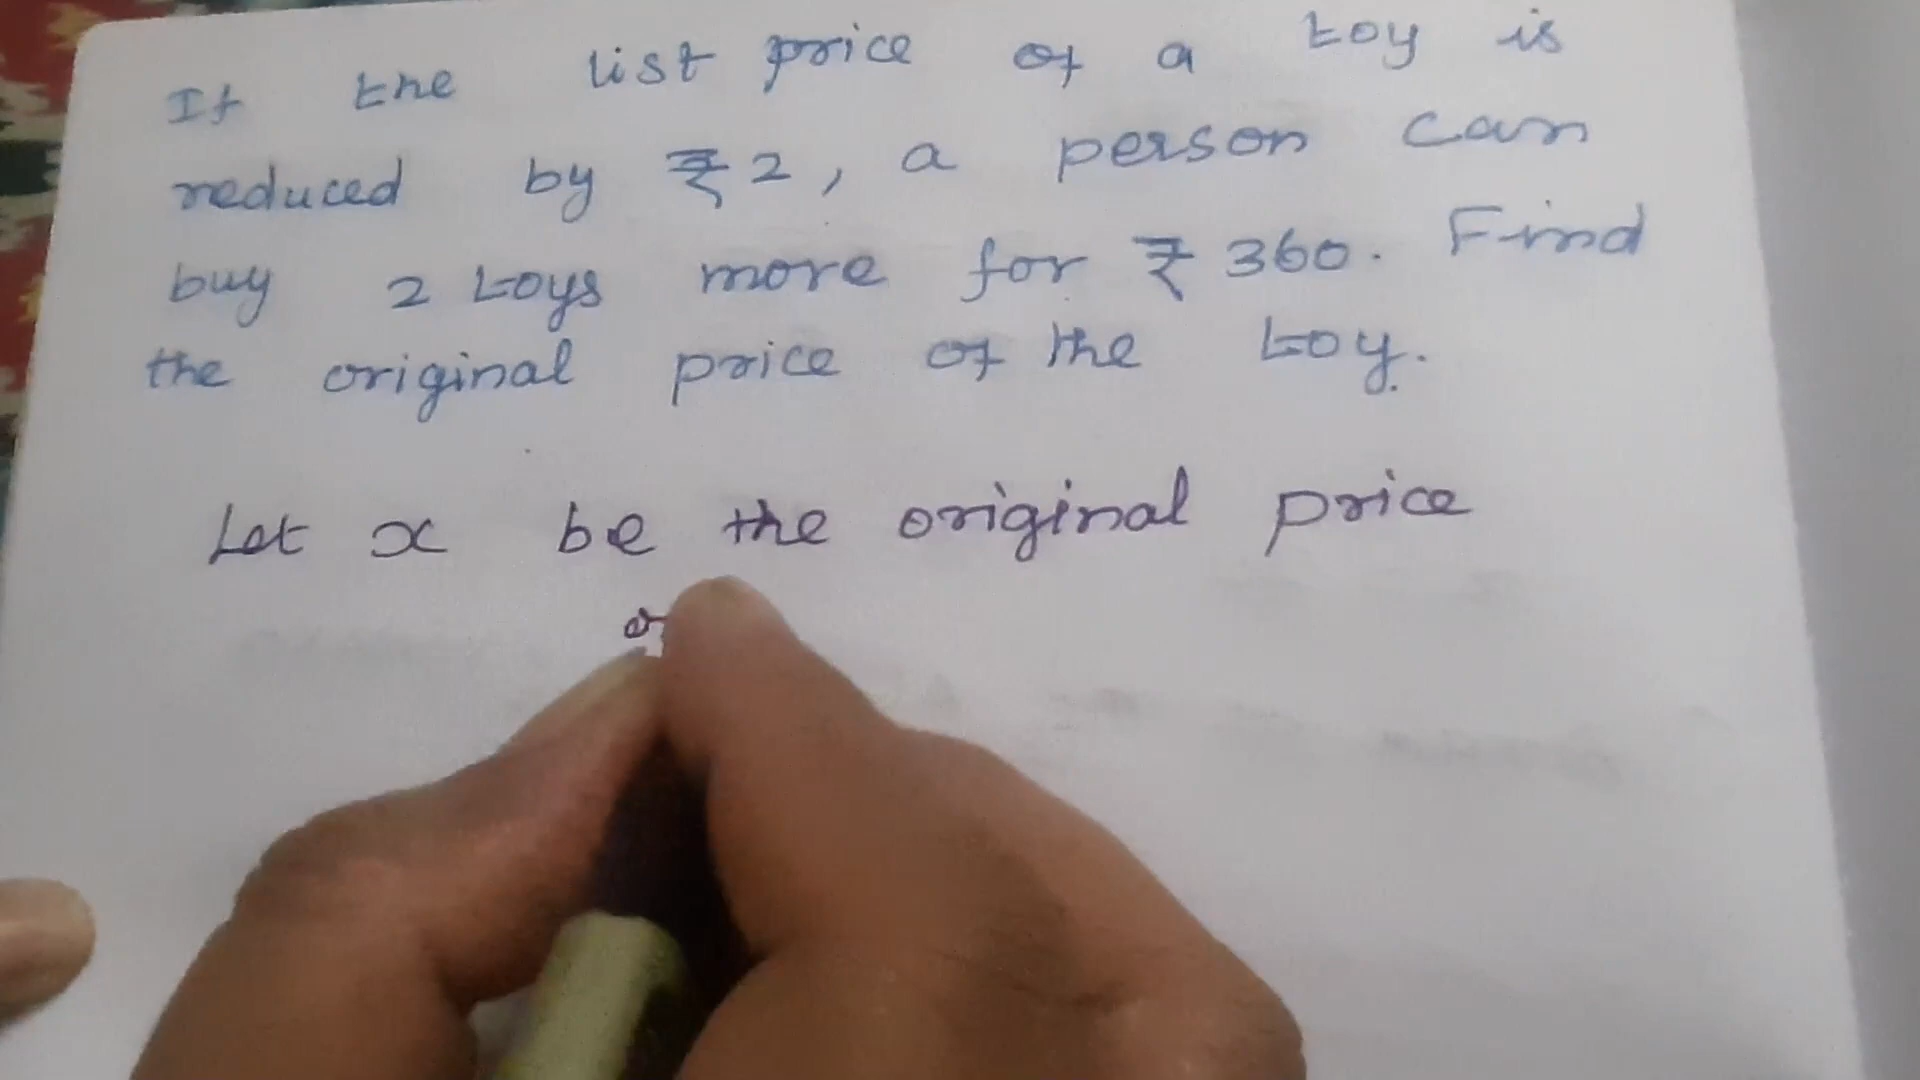 If the list price of a toy is
reduced by ₹2, a person can
buy 2 toys more for ₹ 360. Find
the original price of the toy.
Let x be the original price